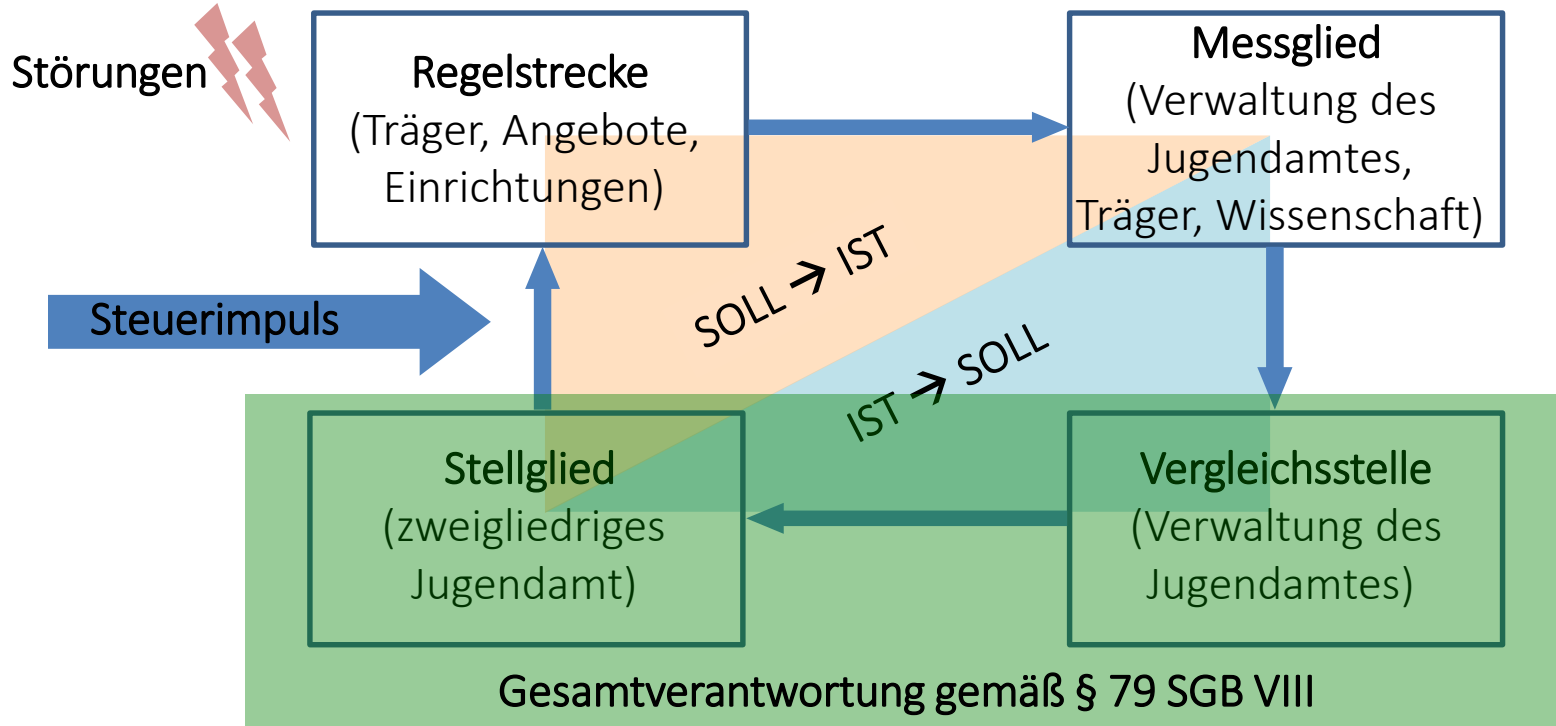 Störungen
Regelstrecke
(Träger, Angebote,
Einrichtungen)
Messglied
(Verwaltung des
Jugendamtes,
Träger, Wissenschaft)
Steuerimpuls
SOLL → IST
IST → SOLL
Stellglied
(zweigliedriges
Jugendamt)
Vergleichsstelle
(Verwaltung des
Jugendamtes)
Gesamtverantwortung gemäß § 79 SGB VIII